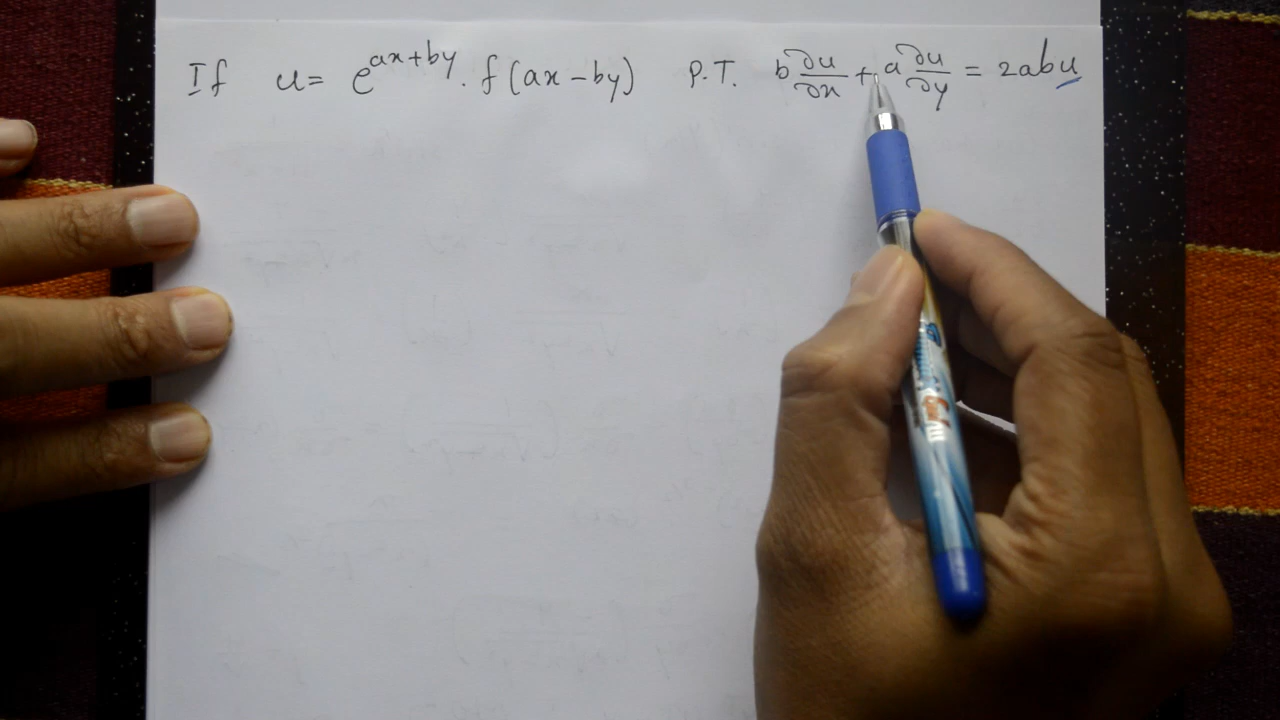 If u = e^{ax+by} . f(ax-by) P.T. b ∂u/∂x + a ∂u/∂y = 2abu